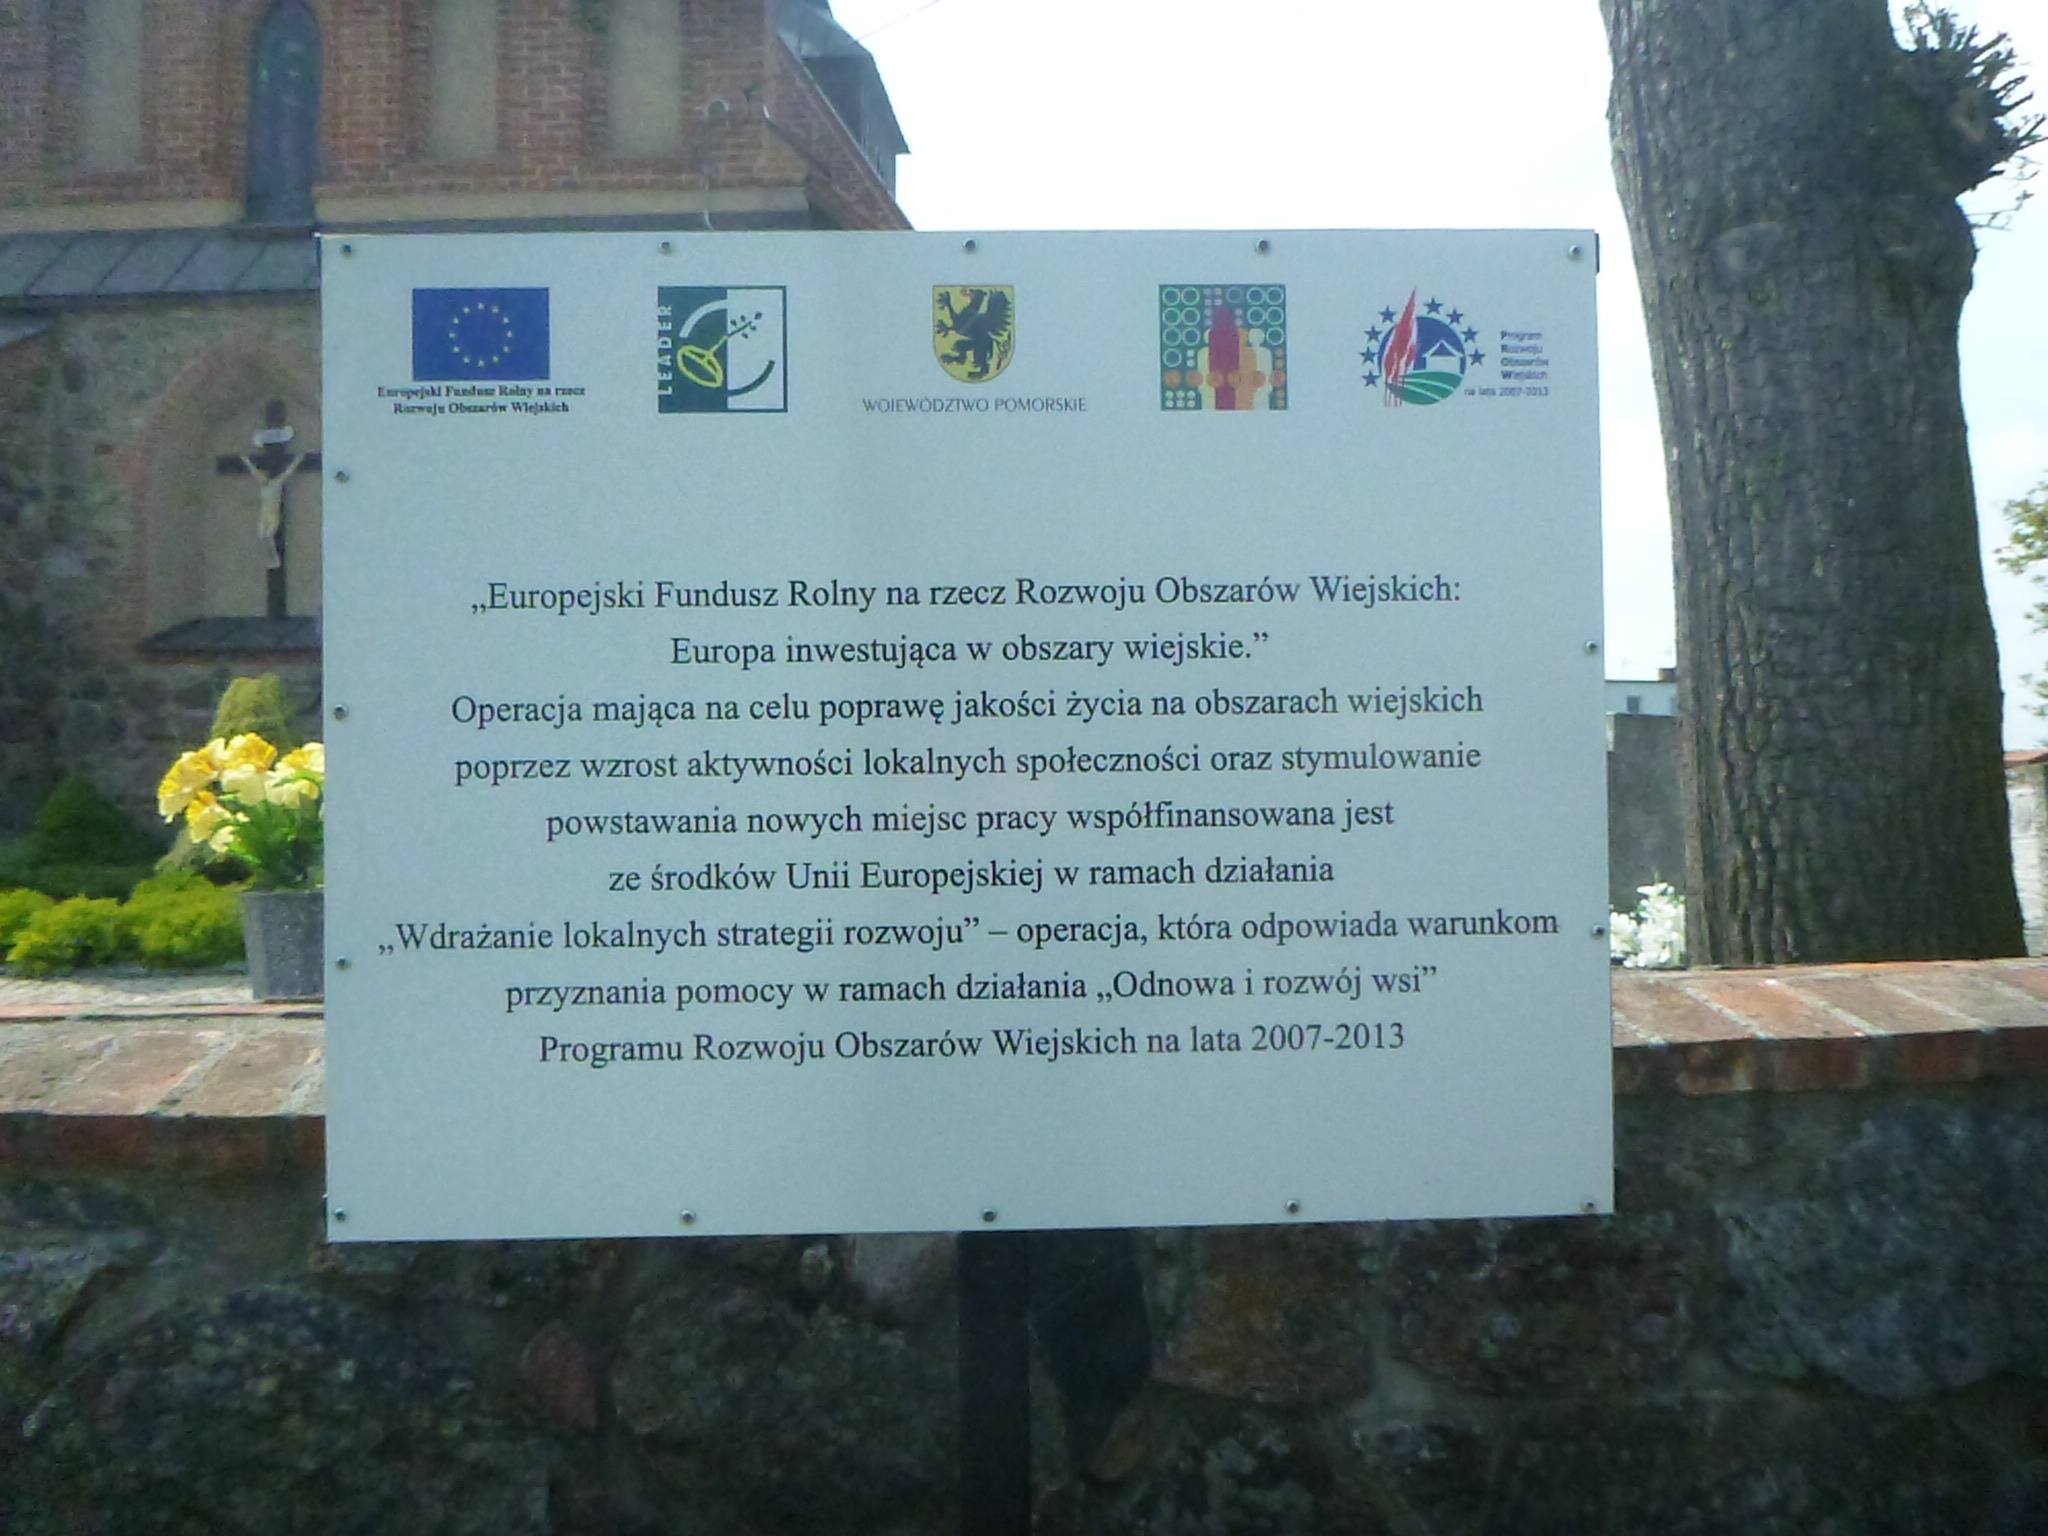 Europejski Fundusz Rolny na rzecz
Rozwoju Obszarów Wiejskich
LEADER
WOJEWÓDZTWO POMORSKIE
Program
Rozwoju
Obszarów
Wiejskich
na lata 2007-2013
„Europejski Fundusz Rolny na rzecz Rozwoju Obszarów Wiejskich:
Europa inwestująca w obszary wiejskie.”
Operacja mająca na celu poprawę jakości życia na obszarach wiejskich
poprzez wzrost aktywności lokalnych społeczności oraz stymulowanie
powstawania nowych miejsc pracy współfinansowana jest
ze środków Unii Europejskiej w ramach działania
„Wdrażanie lokalnych strategii rozwoju” – operacja, która odpowiada warunkom
przyznania pomocy w ramach działania „Odnowa i rozwój wsi”
Programu Rozwoju Obszarów Wiejskich na lata 2007-2013